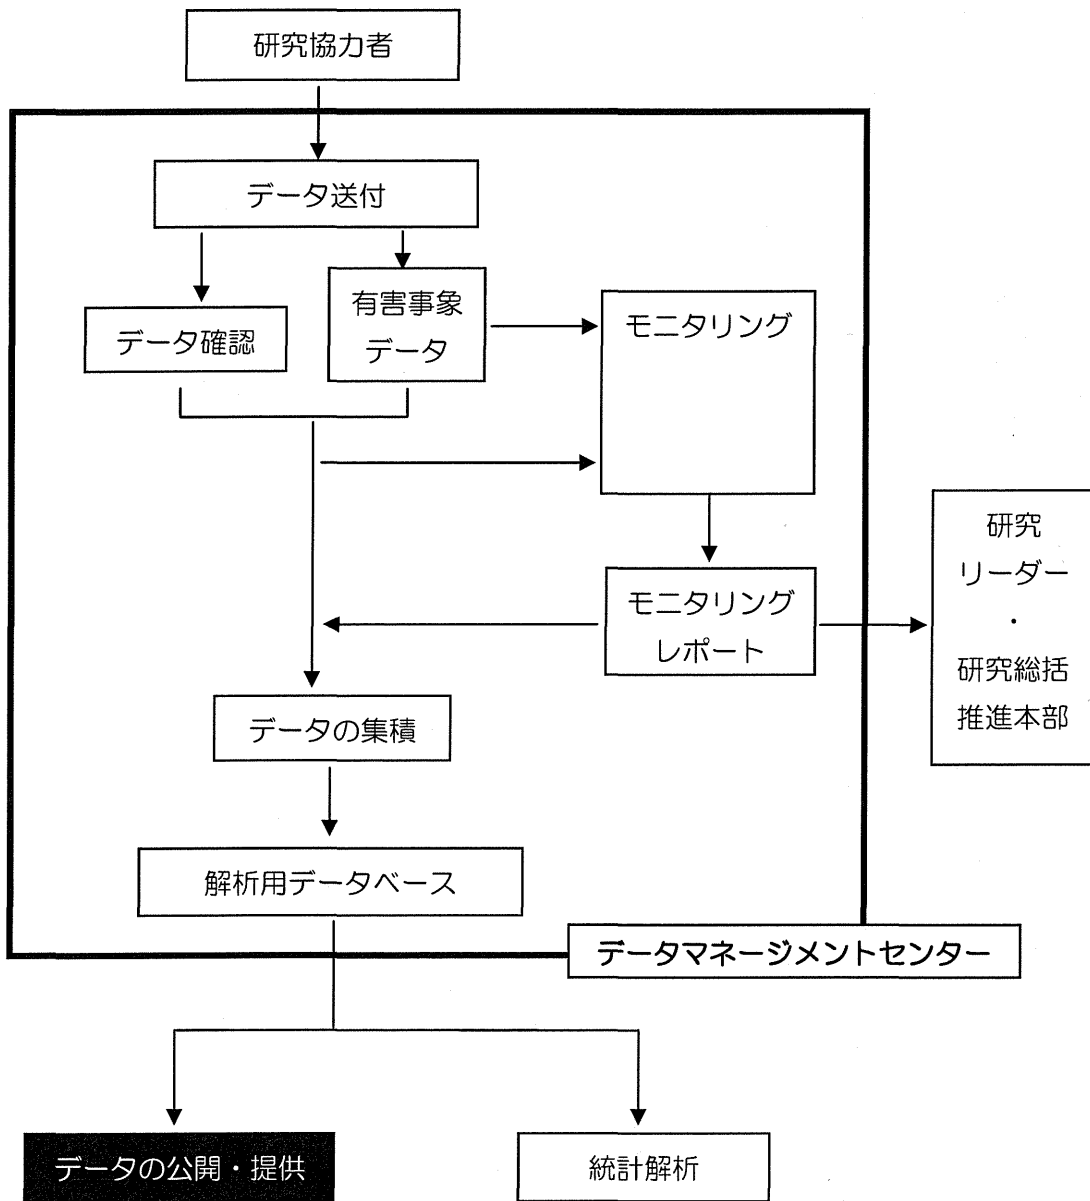 研究協力者
データ送付
有害事象
データ
データ確認
モニタリング
研究
リーダー
・
研究総括
推進本部
モニタリング
レポート
データの集積
解析用データベース
データマネージメントセンター
データの公開・提供
統計解析